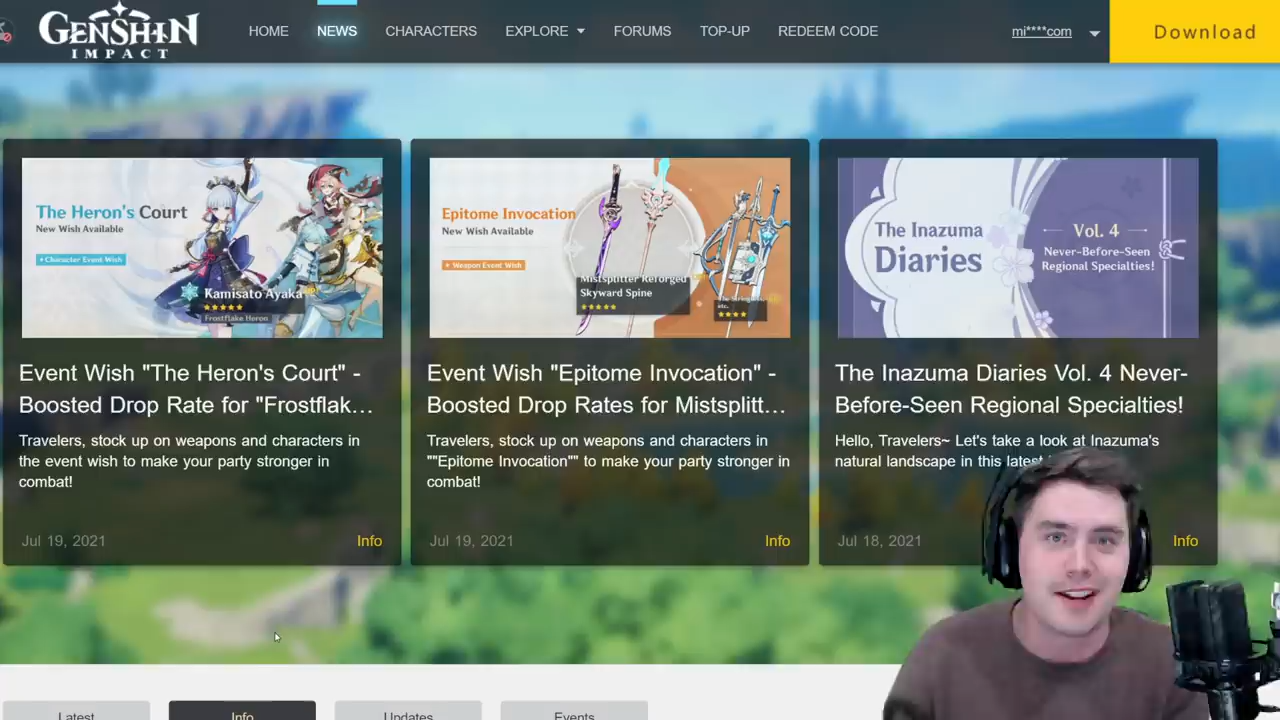 GENSHIN
IMPACT
HOME
NEWS
CHARACTERS
EXPLORE
FORUMS
TOP-UP
REDEEM CODE
mi****com
Download
The Heron's Court
New Wish Available
Character Event Wish
Kamisato Ayaka
Frostflake Heron
Event Wish "The Heron's Court" -
Boosted Drop Rate for "Frostflak...
Travelers, stock up on weapons and characters in
the event wish to make your party stronger in
combat!
Jul 19, 2021
Info
Epitome Invocation
New Wish Available
+ Weapon Event Wish
Mistsplitter Reforged
Skyward Spine
etc.
Event Wish "Epitome Invocation" -
Boosted Drop Rates for Mistsplitt...
Travelers, stock up on weapons and characters in
""Epitome Invocation"" to make your party stronger in
combat!
Jul 19, 2021
Info
The Inazuma
Diaries
Vol. 4
Never-Before-Seen
Regional Specialties!
The Inazuma Diaries Vol. 4 Never-
Before-Seen Regional Specialties!
Hello, Travelers~ Let's take a look at Inazuma's
natural landscape in this latest
Jul 18, 2021
Info
Latest
Info
Updates
Events